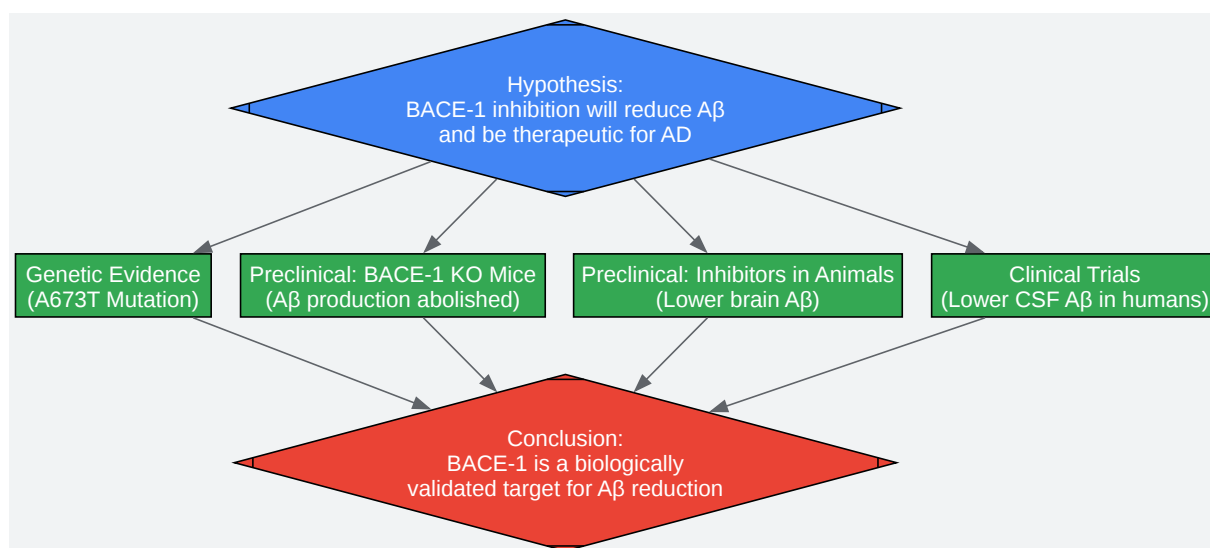 Hypothesis:
BACE-1 inhibition will reduce Aβ
and be therapeutic for AD
Genetic Evidence
(A673T Mutation)
Preclinical: BACE-1 KO Mice
(Aβ production abolished)
Preclinical: Inhibitors in Animals
(Lower brain Aβ)
Clinical Trials
(Lower CSF Aβ in humans)
Conclusion:
BACE-1 is a biologically
validated target for Aβ reduction